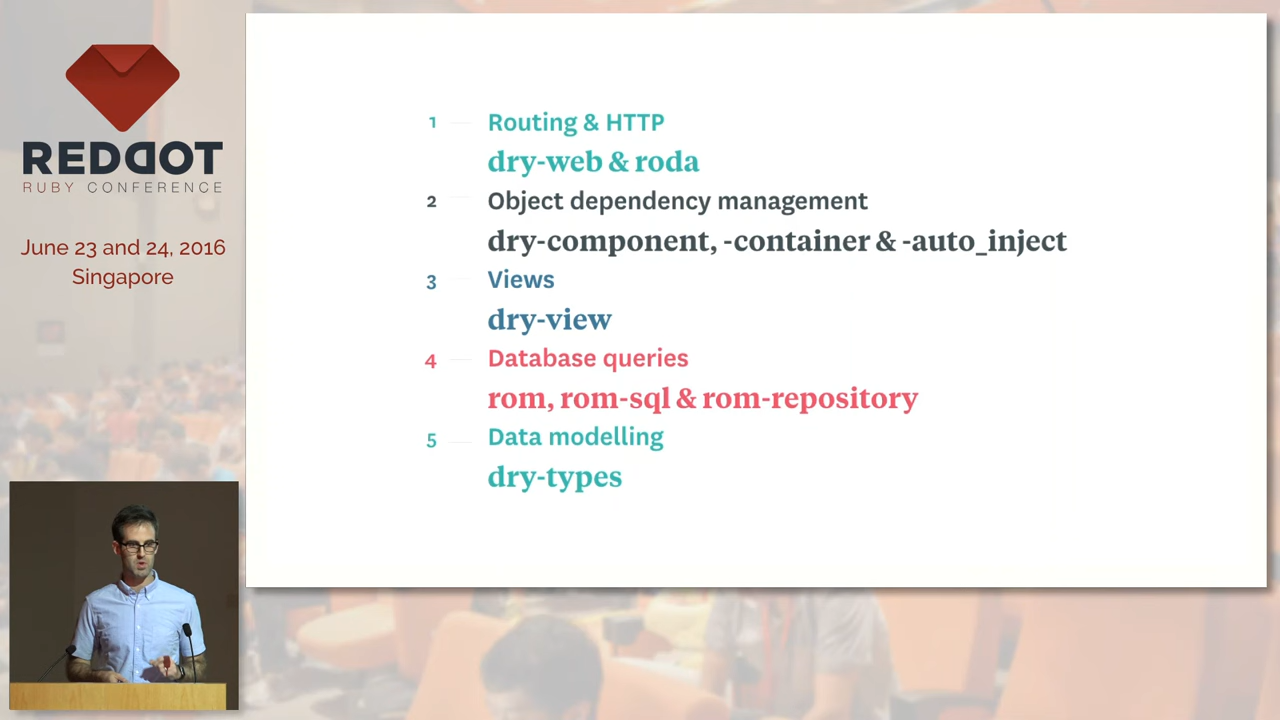 REDDOT
RUBY CONFERENCE
June 23 and 24, 2016
Singapore
1 Routing & HTTP
dry-web & roda
2 Object dependency management
dry-component, -container & -auto_inject
3 Views
dry-view
4 Database queries
rom, rom-sql & rom-repository
5 Data modelling
dry-types